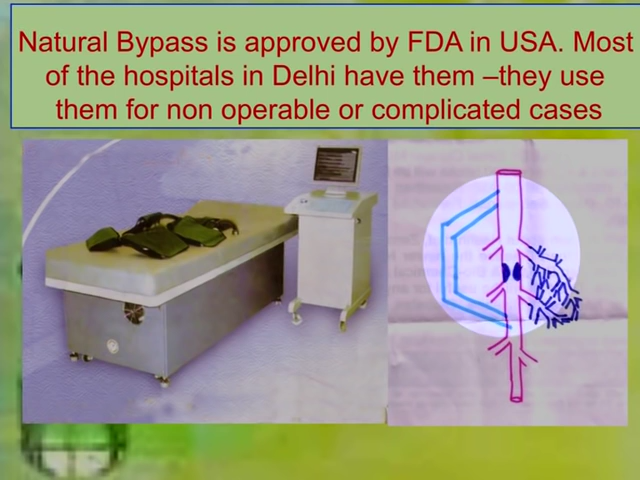 Natural Bypass is approved by FDA in USA. Most
of the hospitals in Delhi have them –they use
them for non operable or complicated cases